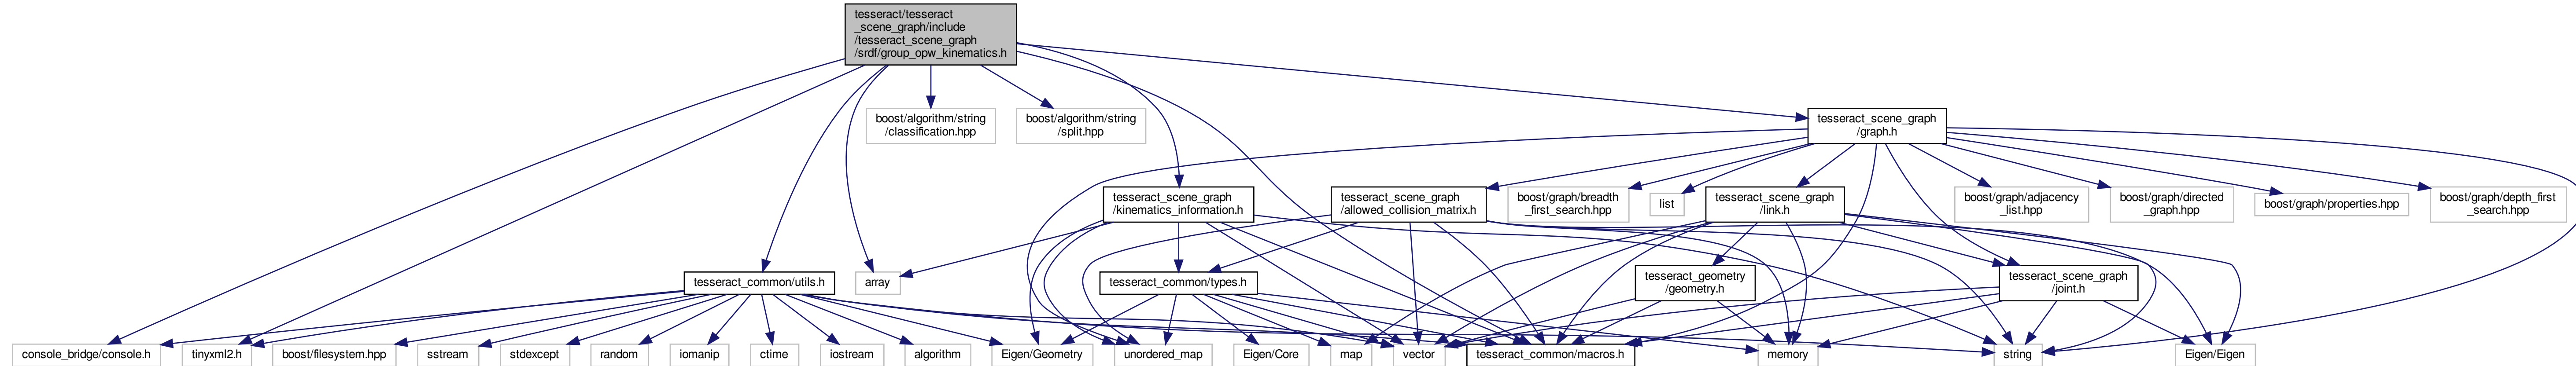 tesseract/tesseract
_scene_graph/include
/tesseract_scene_graph
/srdf/group_opw_kinematics.h
boost/algorithm/string
/classification.hpp
boost/algorithm/string
/split.hpp
tesseract_scene_graph
/graph.h
tesseract_scene_graph
/kinematics_information.h
tesseract_scene_graph
/allowed_collision_matrix.h
boost/graph/breadth
_first_search.hpp
list
tesseract_scene_graph
/link.h
boost/graph/adjacency
_list.hpp
boost/graph/directed
_graph.hpp
boost/graph/properties.hpp
boost/graph/depth_first
_search.hpp
tesseract_common/utils.h
array
tesseract_common/types.h
tesseract_geometry
/geometry.h
tesseract_scene_graph
/joint.h
console_bridge/console.h
tinyxml2.h
boost/filesystem.hpp
sstream
stdexcept
random
iomanip
ctime
iostream
algorithm
Eigen/Geometry
unordered_map
Eigen/Core
map
vector
tesseract_common/macros.h
memory
string
Eigen/Eigen